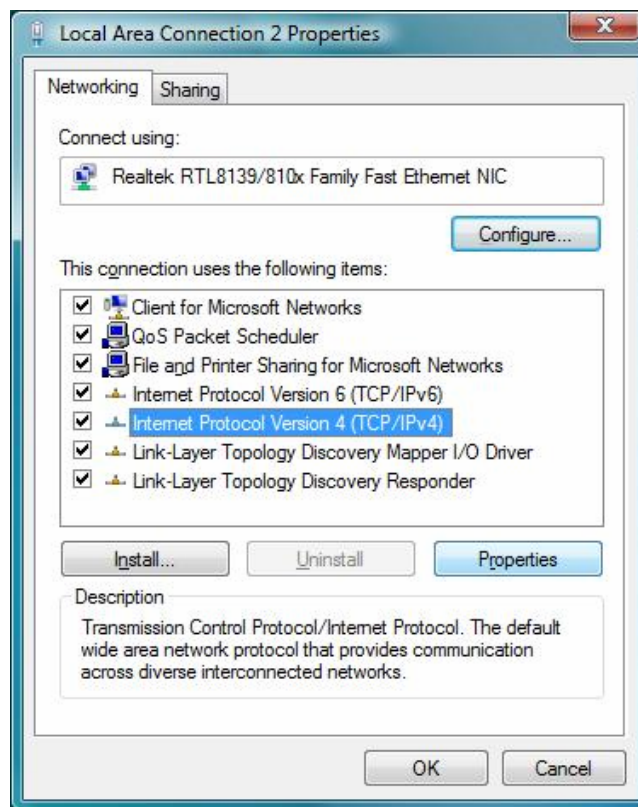 Local Area Connection 2 Properties
Networking
Sharing
Connect using:
Realtek RTL8139/810x Family Fast Ethernet NIC
Configure...
This connection uses the following items:
Client for Microsoft Networks
QoS Packet Scheduler
File and Printer Sharing for Microsoft Networks
Internet Protocol Version 6 (TCP/IPv6)
Internet Protocol Version 4 (TCP/IPv4)
Link-Layer Topology Discovery Mapper I/O Driver
Link-Layer Topology Discovery Responder
Install...
Uninstall
Properties
Description
Transmission Control Protocol/Internet Protocol. The default
wide area network protocol that provides communication
across diverse interconnected networks.
OK
Cancel